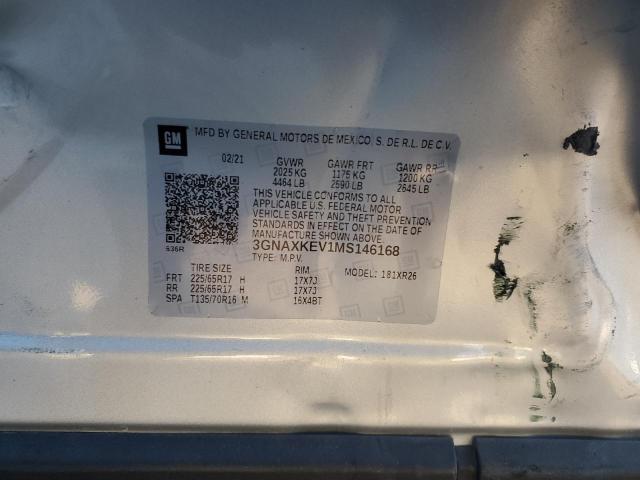 GM MFD BY GENERAL MOTORS DE MEXICO, S. DE R.L. DE C.V.
02/21 GVWR GAWR FRT GAWR RR
2025 KG 1175 KG 1200 KG
4464 LB 2590 LB 2645 LB
THIS VEHICLE CONFORMS TO ALL
APPLICABLE U.S. FEDERAL MOTOR
VEHICLE SAFETY AND THEFT PREVENTION
STANDARDS IN EFFECT ON THE DATE OF
MANUFACTURE SHOWN ABOVE.
536R 3GNAXKEV1MS146168
TYPE: M.P.V.
TIRE SIZE RIM MODEL: 181XR26
FRT 225/65R17 H 17X7J
RR 225/65R17 H 17X7J
SPA T135/70R16 M 16X4BT